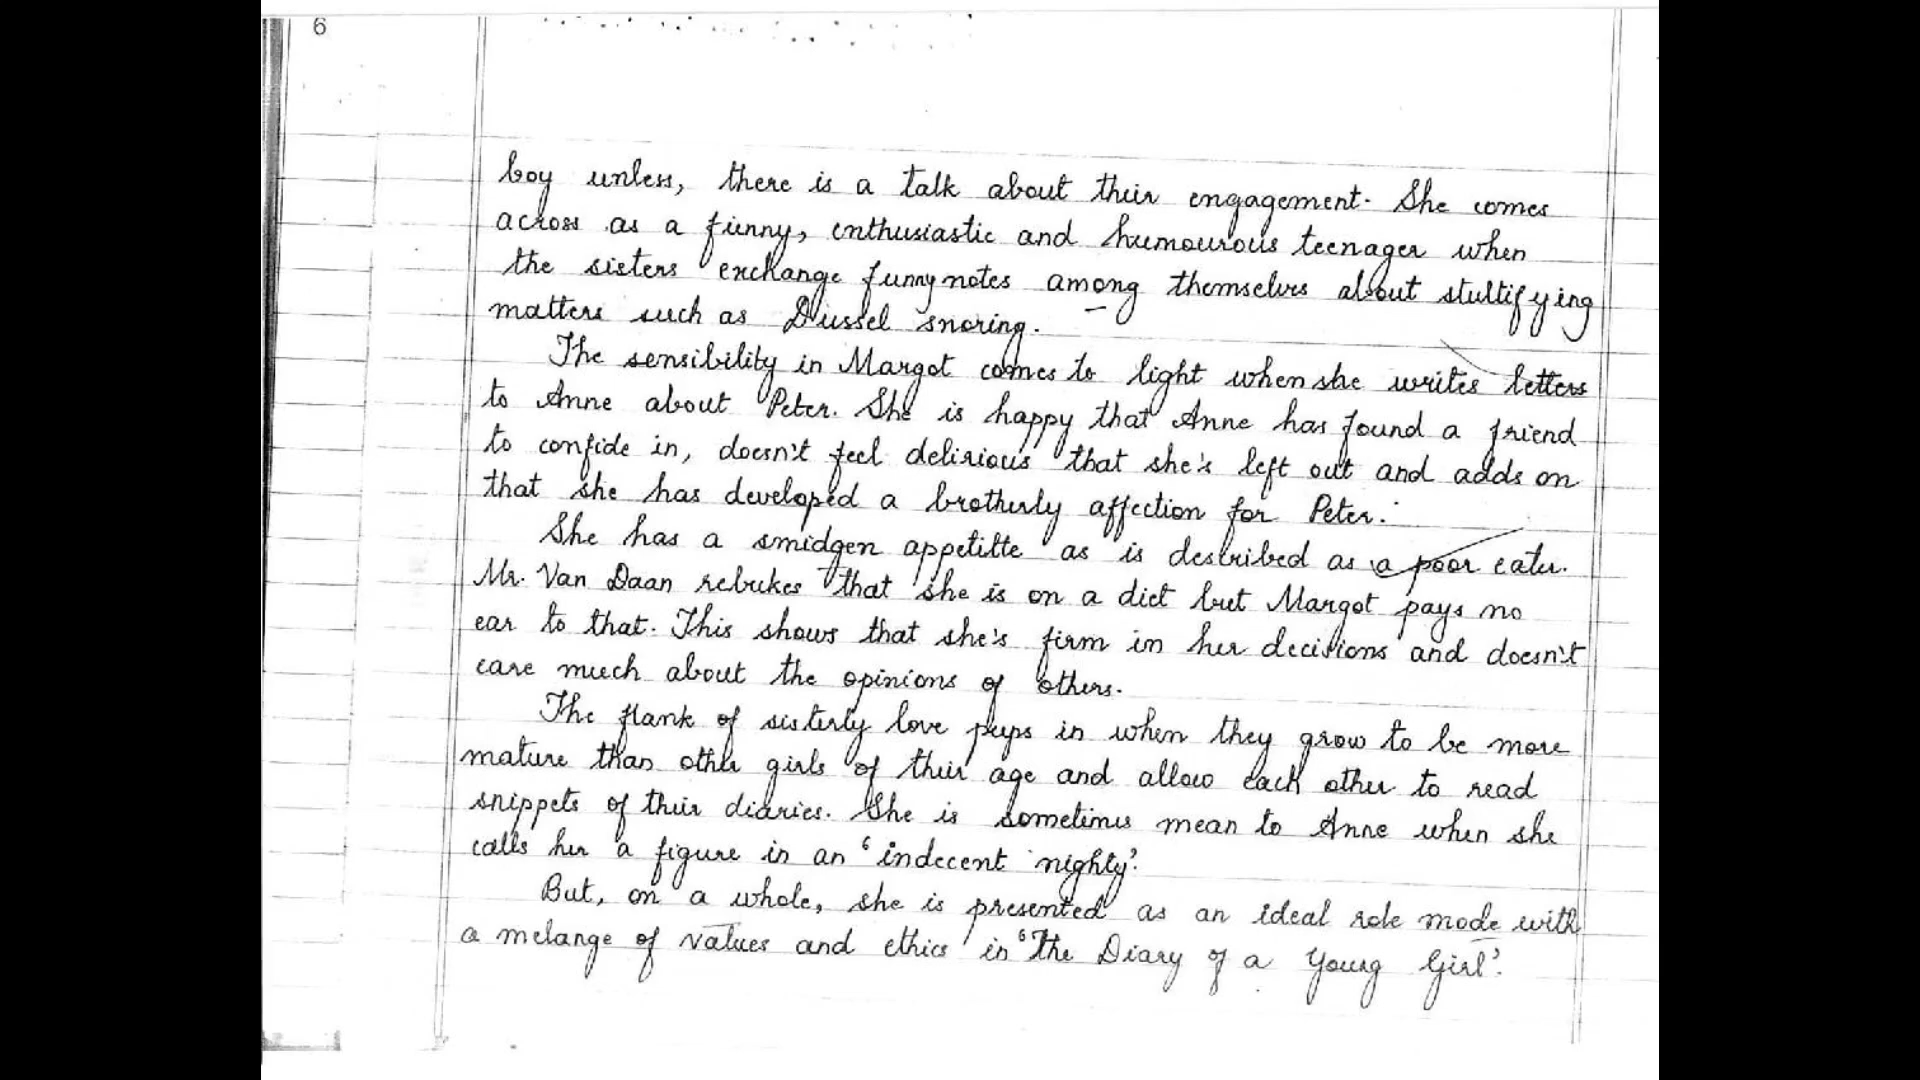 6
boy unless, there is a talk about their engagement. She comes
across as a funny, enthusiastic and humourous teenager when
the sisters exchange funny notes among themselves about stultifying
matters such as Dussel snoring.
The sensibility in Margot comes to light when she writes letters
to Anne about Peter. She is happy that Anne has found a friend
to confide in, doesn't feel delirious that she's left out and adds on
that she has developed a brotherly affection for Peter.
She has a smidgen appetitte as is desribed as a poor eater.
Mr. Van Daan rebukes that she is on a diet but Margot pays no
ear to that. This shows that she's firm in her decisions and doesn't
care much about the opinions of others.
The flank of sisterly love peeps in when they grow to be more
mature than other girls of their age and allow each other to read
snippets of their diaries. She is sometimes mean to Anne when she
calls her a figure in an 'indecent nighty'.
But, on a whole, she is presented as an ideal role mode with
a melange of values and ethics in 'The Diary of a Young Girl'.